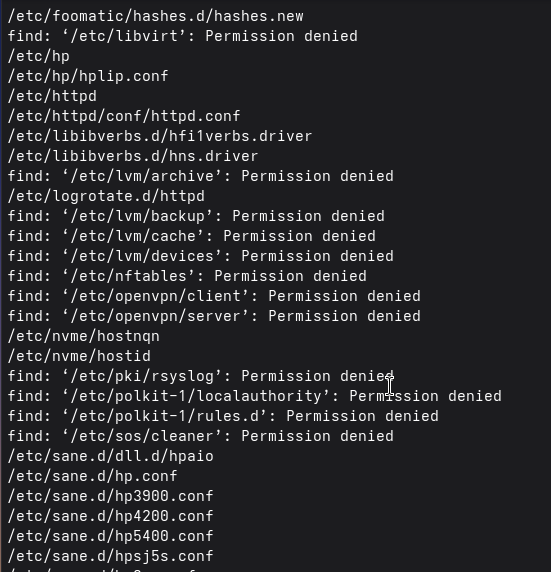 /etc/foomatic/hashes.d/hashes.new
find: ‘/etc/libvirt’: Permission denied
/etc/hp
/etc/hp/hplip.conf
/etc/httpd
/etc/httpd/conf/httpd.conf
/etc/libibverbs.d/hfi1verbs.driver
/etc/libibverbs.d/hns.driver
find: ‘/etc/lvm/archive’: Permission denied
/etc/logrotate.d/httpd
find: ‘/etc/lvm/backup’: Permission denied
find: ‘/etc/lvm/cache’: Permission denied
find: ‘/etc/lvm/devices’: Permission denied
find: ‘/etc/nftables’: Permission denied
find: ‘/etc/openvpn/client’: Permission denied
find: ‘/etc/openvpn/server’: Permission denied
/etc/nvme/hostnqn
/etc/nvme/hostid
find: ‘/etc/pki/rsyslog’: Permission denied
find: ‘/etc/polkit-1/localauthority’: Permission denied
find: ‘/etc/polkit-1/rules.d’: Permission denied
find: ‘/etc/sos/cleaner’: Permission denied
/etc/sane.d/dll.d/hpaio
/etc/sane.d/hp.conf
/etc/sane.d/hp3900.conf
/etc/sane.d/hp4200.conf
/etc/sane.d/hp5400.conf
/etc/sane.d/hpsj5s.conf